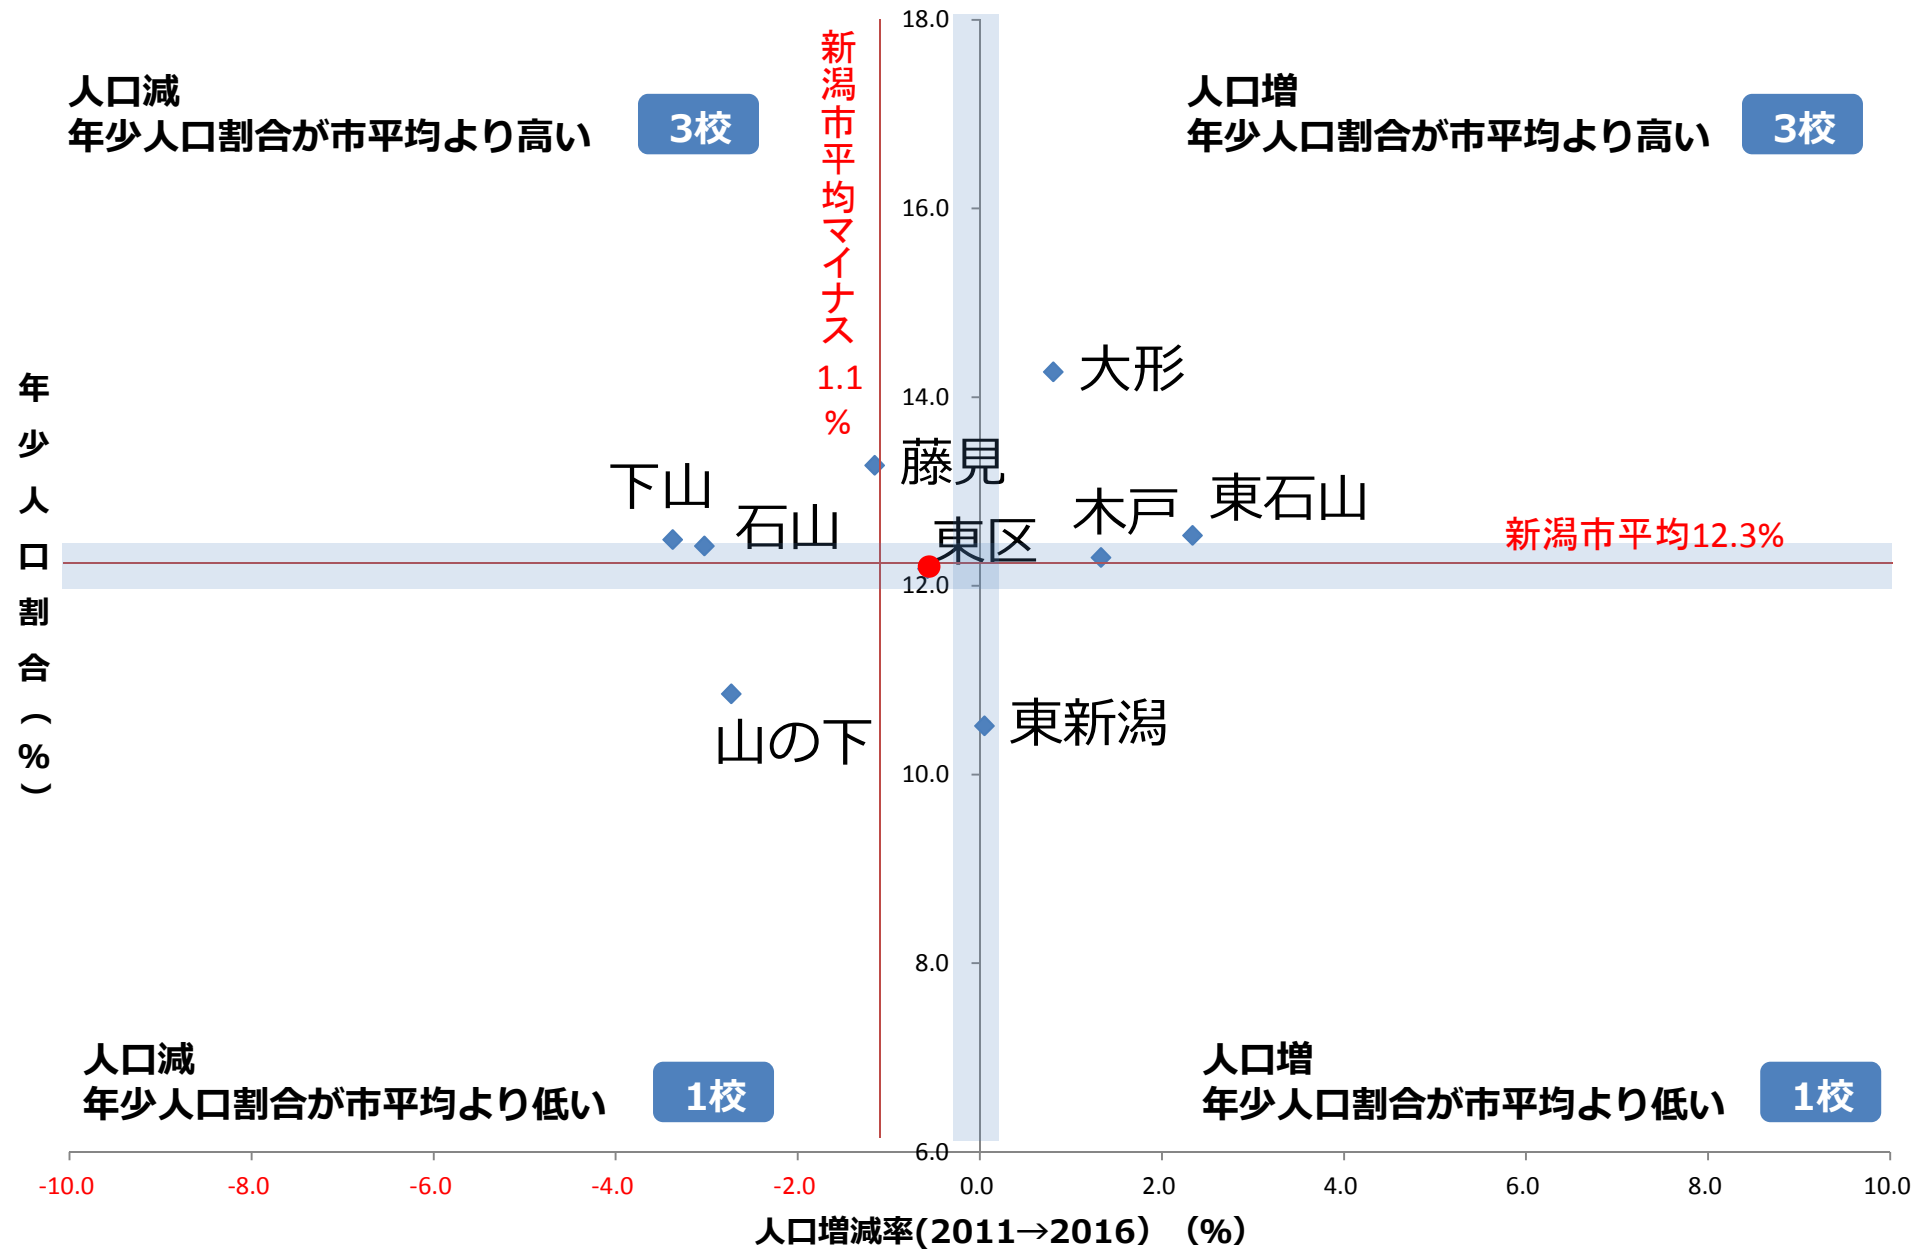 人口減
年少人口割合が市平均より高い
3校
人口増
年少人口割合が市平均より高い
3校
新潟市平均マイナス
1.1
%
18.0
16.0
14.0
12.0
10.0
8.0
6.0
年少人口割合(%)
大形
藤見
下山
石山
東区
木戸
東石山
新潟市平均12.3%
山の下
東新潟
人口減
年少人口割合が市平均より低い
1校
人口増
年少人口割合が市平均より低い
1校
-10.0 -8.0 -6.0 -4.0 -2.0 0.0 2.0 4.0 6.0 8.0 10.0
人口増減率(2011→2016)(%)